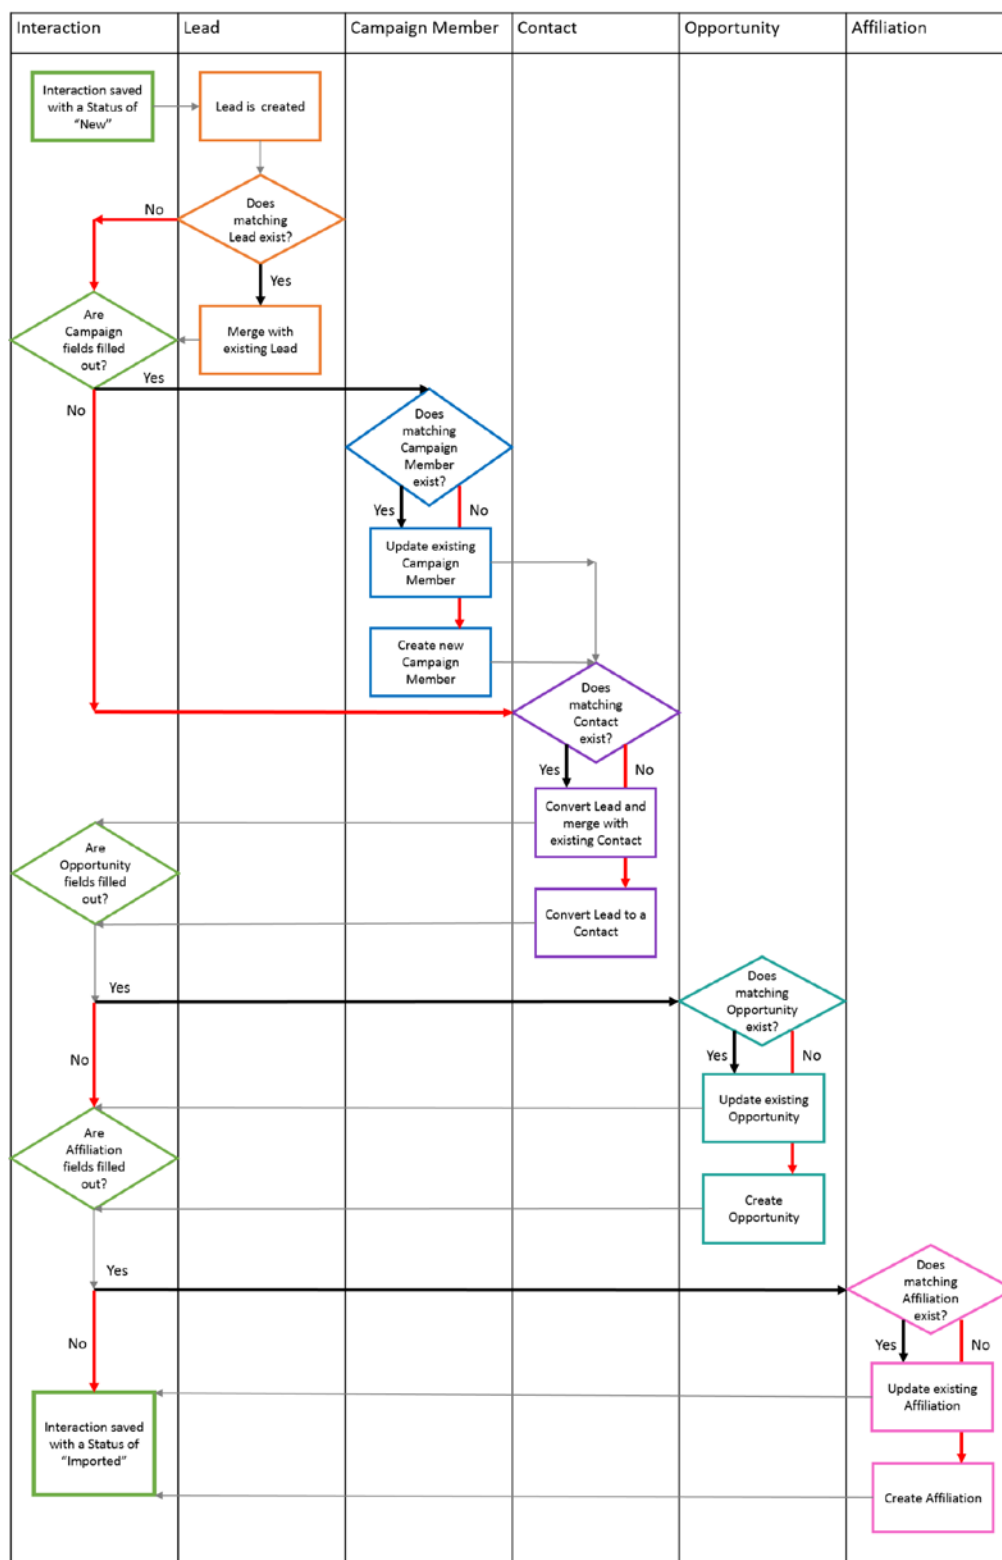 Interaction
Lead
Campaign Member
Contact
Opportunity
Affiliation
Interaction saved
with a Status of
“New”
Lead is created
Does
matching
Lead exist?
No
Yes
Are
Campaign
fields filled
out?
Merge with
existing Lead
Yes
No
Does
matching
Campaign
Member
exist?
Yes
No
Update existing
Campaign
Member
Create new
Campaign
Member
Does
matching
Contact
exist?
Yes
No
Convert Lead and
merge with
existing Contact
Are
Opportunity
fields filled
out?
Convert Lead to a
Contact
Yes
No
Does
matching
Opportunity
exist?
Yes
No
Update existing
Opportunity
Are
Affiliation
fields filled
out?
Create
Opportunity
Yes
No
Does
matching
Affiliation
exist?
Yes
No
Update existing
Affiliation
Interaction saved
with a Status of
“Imported”
Create Affiliation